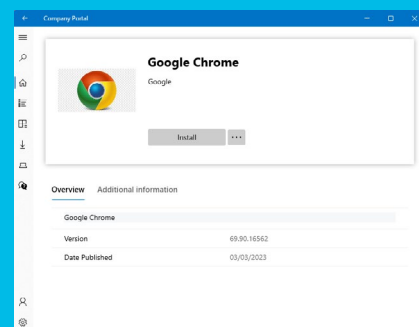 Company Portal
Google Chrome
Google
Install
Overview Additional information
Google Chrome
Version 69.90.16562
Date Published 03/03/2023